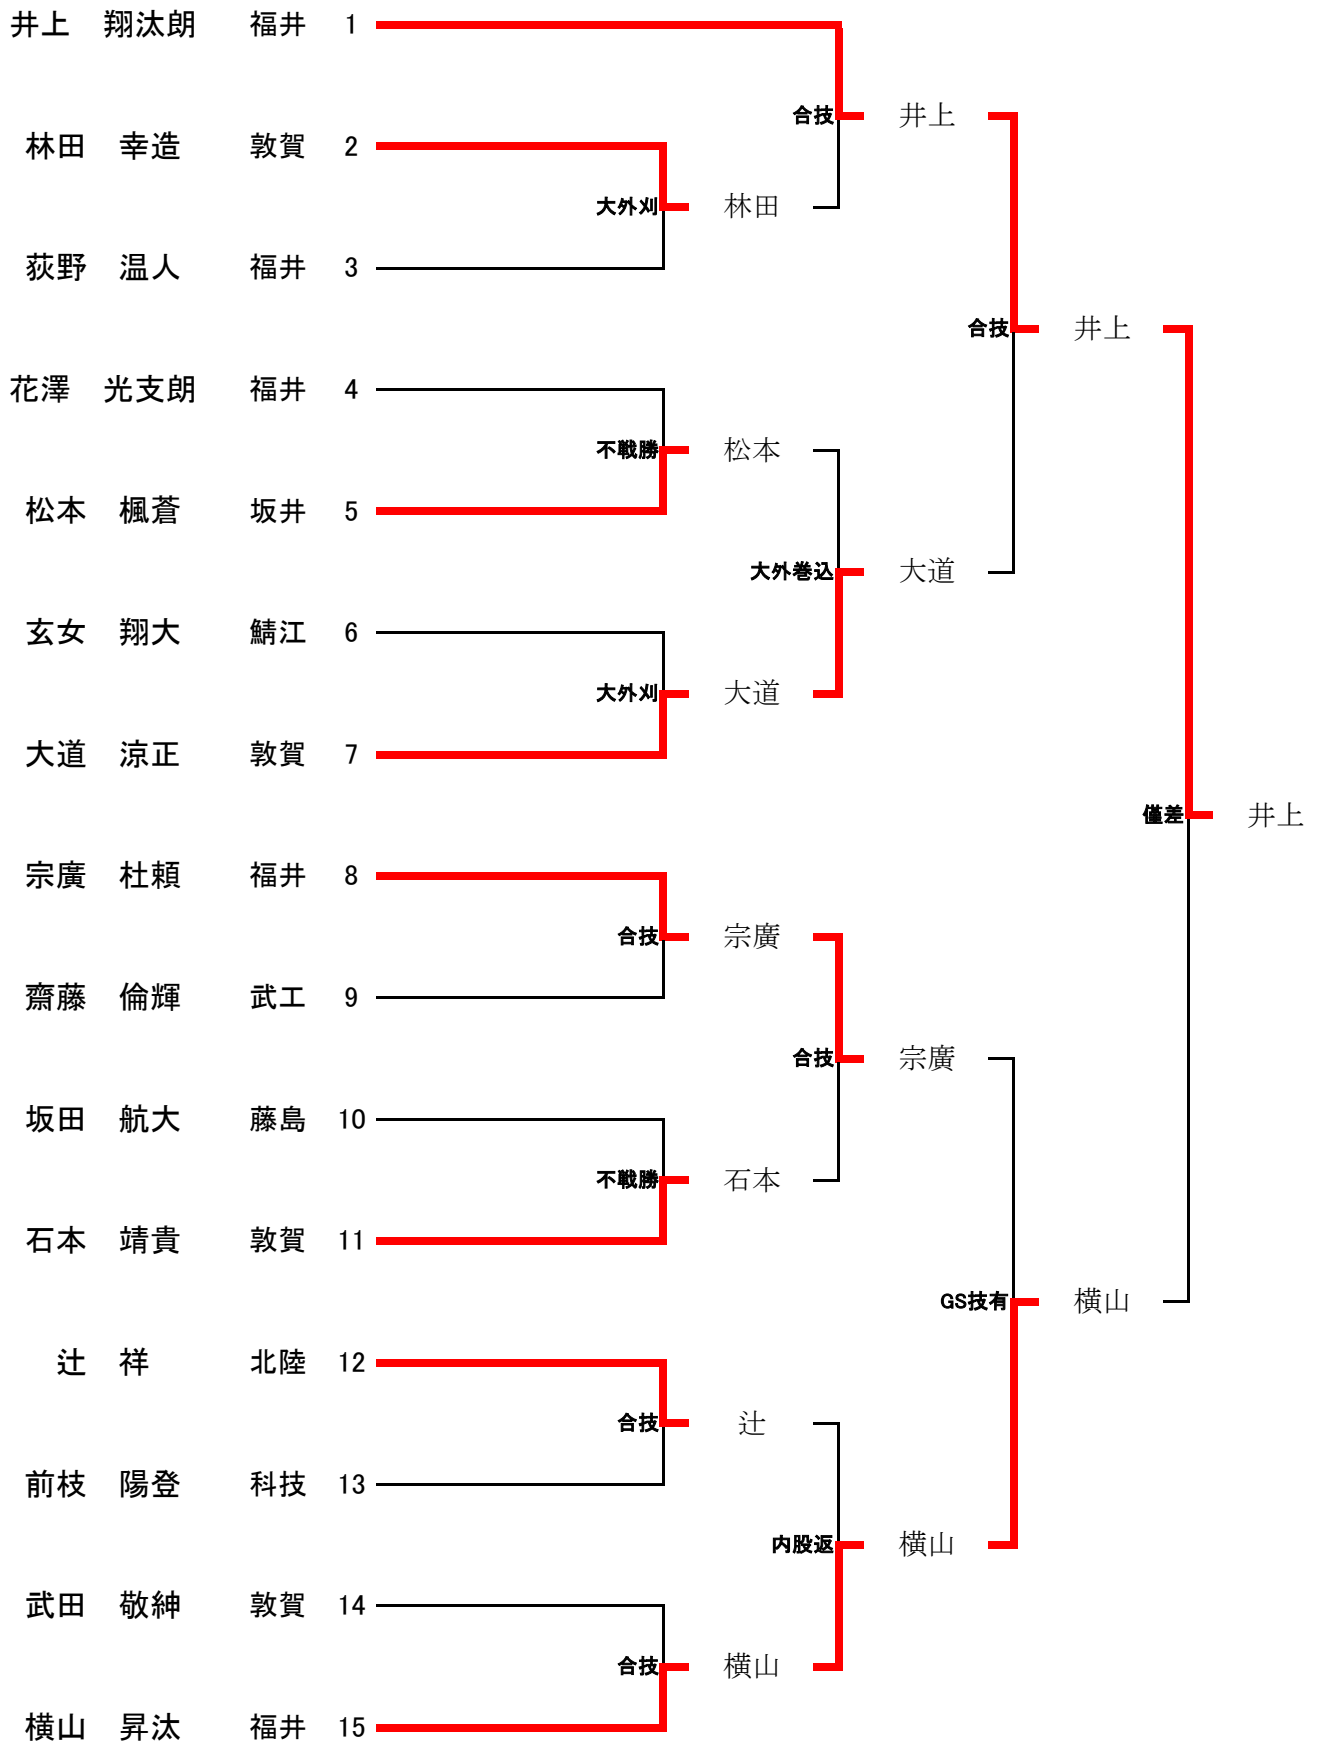 井上 翔汰朗 福井 1
合技 井上
林田 幸造 敦賀 2
大外刈 林田
荻野 温人 福井 3
合技 井上
花澤 光支朗 福井 4
不戦勝 松本
松本 楓蒼 坂井 5
大外巻込 大道
玄女 翔大 鯖江 6
大外刈 大道
大道 涼正 敦賀 7
僅差 井上
宗廣 杜頼 福井 8
合技 宗廣
齋藤 倫輝 武工 9
合技 宗廣
坂田 航大 藤島 10
不戦勝 石本
石本 靖貴 敦賀 11
GS技有 横山
辻 祥 北陸 12
合技 辻
前枝 陽登 科技 13
内股返 横山
武田 敬紳 敦賀 14
合技 横山
横山 昇汰 福井 15